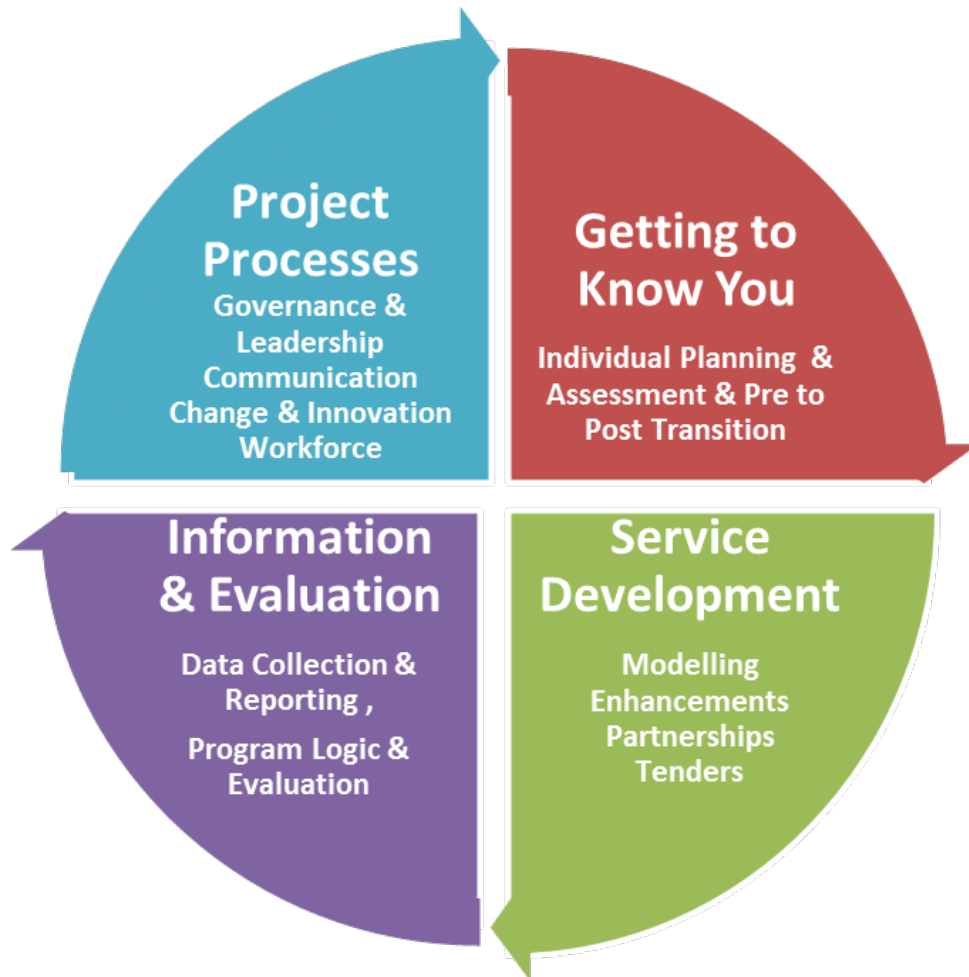 Project
Processes
Governance &
Leadership
Communication
Change & Innovation
Workforce
Getting to
Know You
Individual Planning &
Assessment & Pre to
Post Transition
Information
& Evaluation
Data Collection &
Reporting ,
Program Logic &
Evaluation
Service
Development
Modelling
Enhancements
Partnerships
Tenders